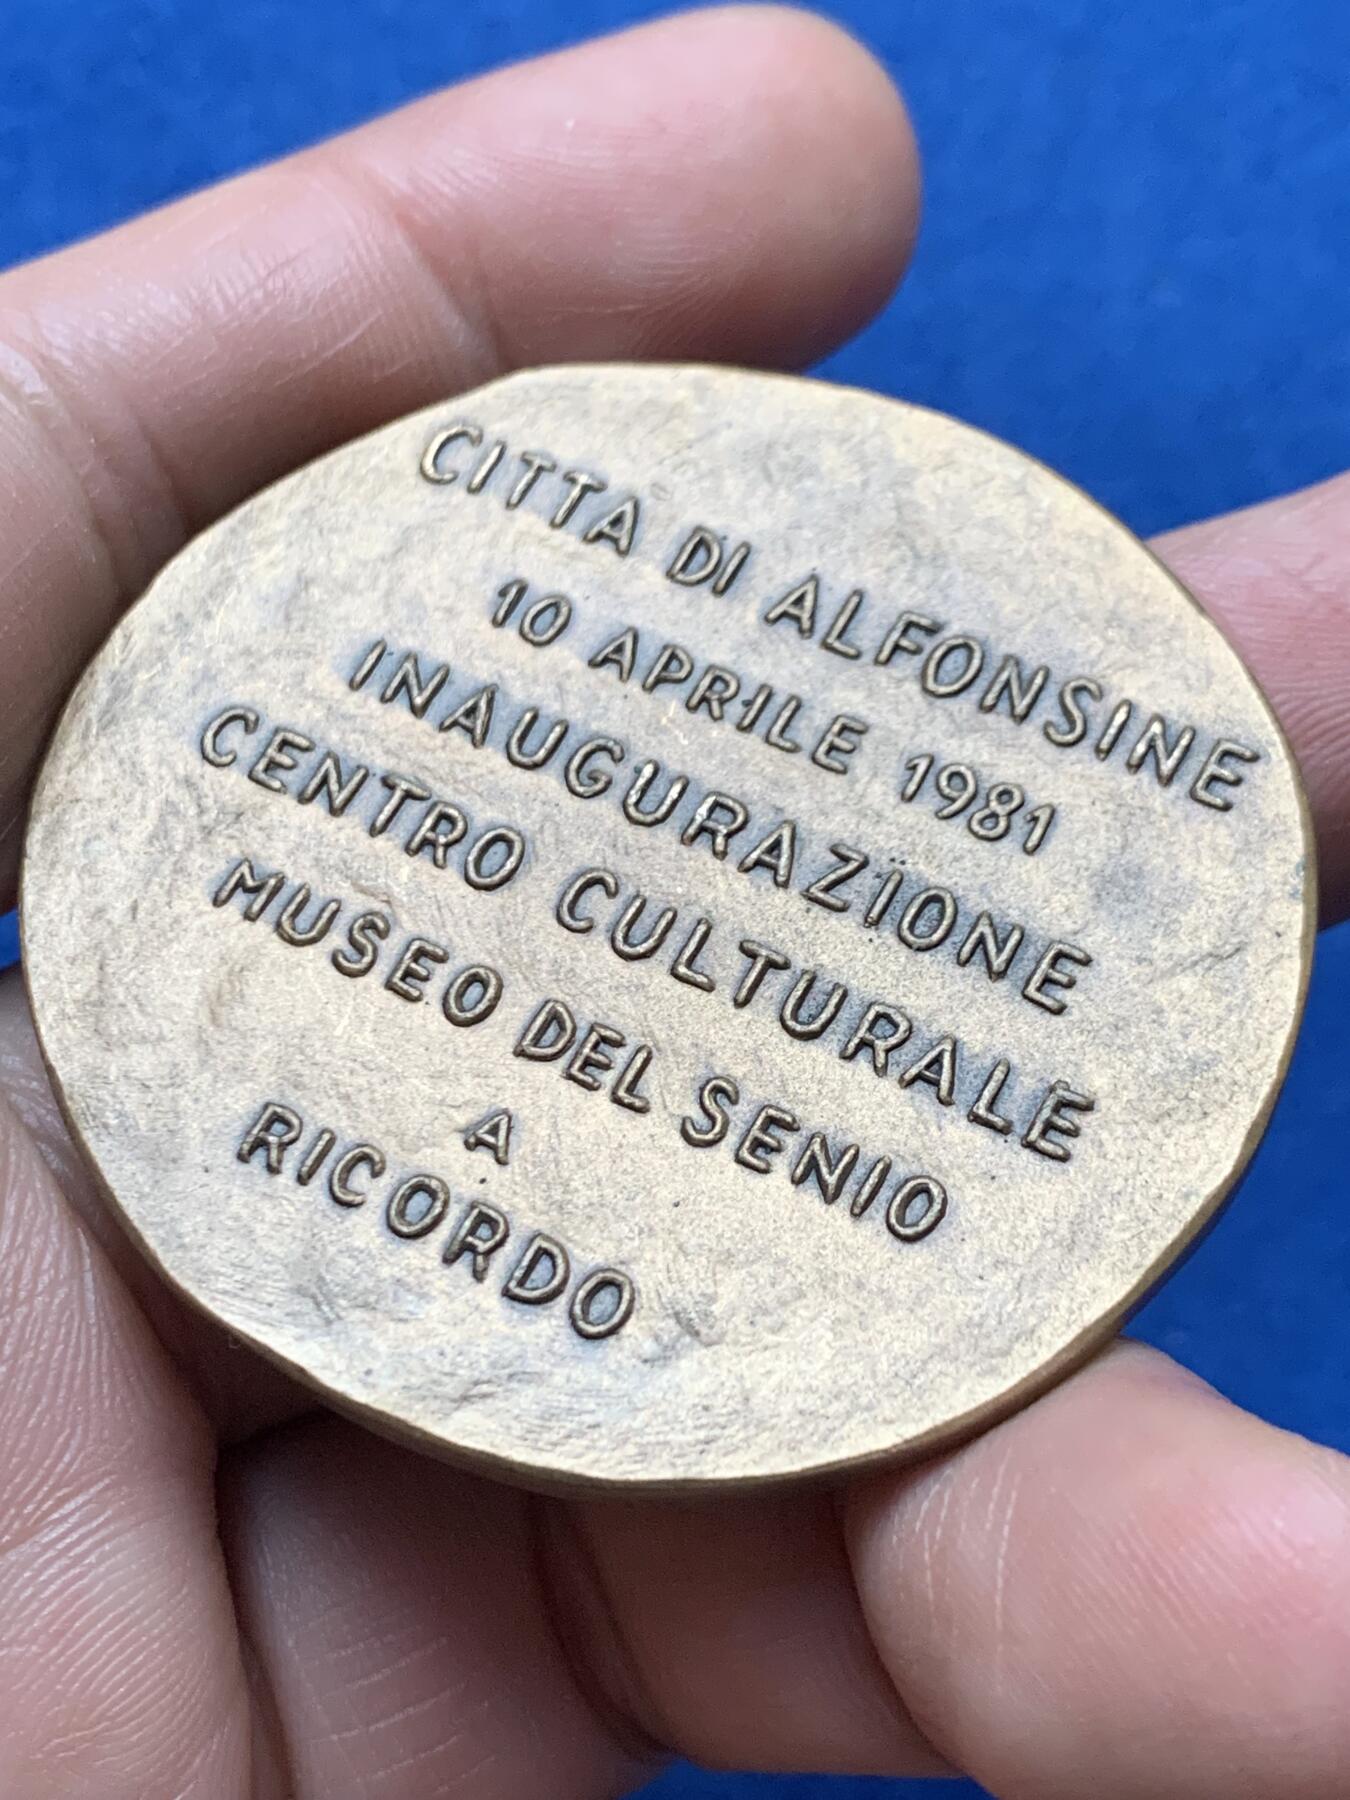 CITTA DI ALFONSINE
10 APRILE 1981
INAUGURAZIONE
CENTRO CULTURALE
MUSEO DEL SENIO
A
RICORDO